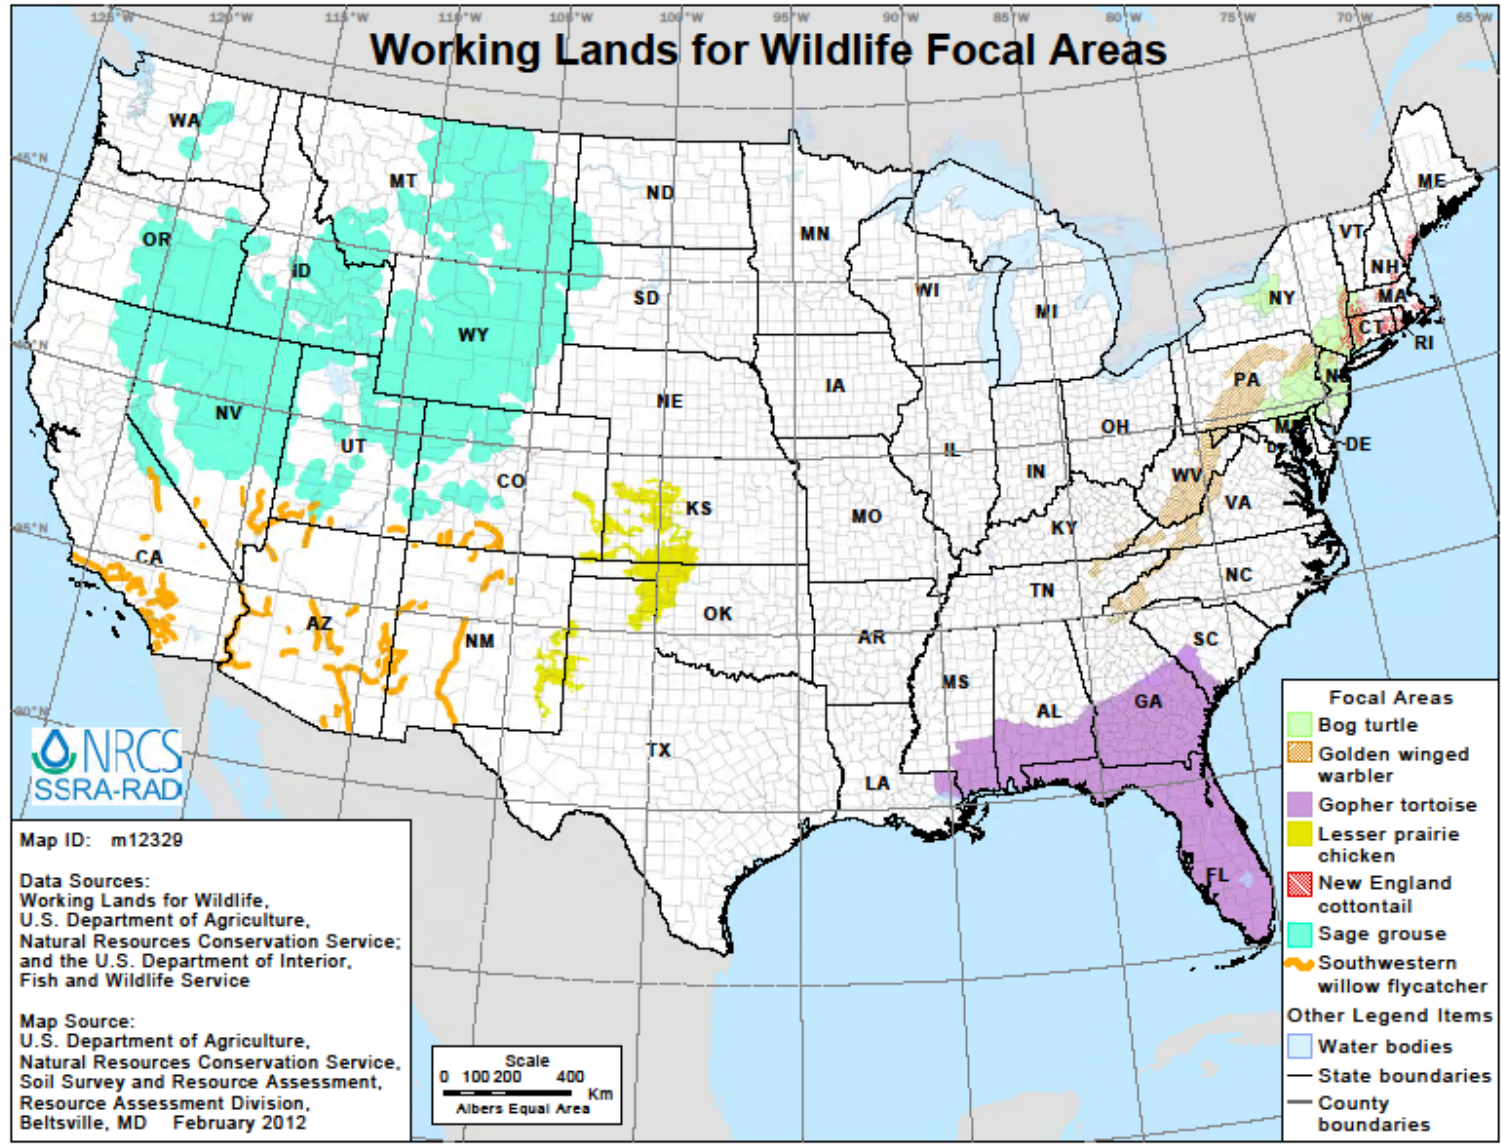 125°W 120°W 115°W 110°W 105°W 100°W 95°W 90°W 85°W 80°W 75°W 70°W 65°W
Working Lands for Wildlife Focal Areas
WA
MT
ND
MN
ME
45°N
OR
ID
SD
WI
MI
VT
NH
NY
MA
CT
RI
WY
40°N
NV
UT
NE
IA
PA
NJ
OH
DE
CO
KS
IL
IN
WV
VA
MO
KY
35°N
CA
AZ
NM
OK
AR
TN
NC
SC
MS
AL
GA
30°N
TX
LA
FL
NRCS
SSRA-RAD
Map ID: m12329
Data Sources:
Working Lands for Wildlife,
U.S. Department of Agriculture,
Natural Resources Conservation Service;
and the U.S. Department of Interior,
Fish and Wildlife Service
Map Source:
U.S. Department of Agriculture,
Natural Resources Conservation Service,
Soil Survey and Resource Assessment,
Resource Assessment Division,
Beltsville, MD February 2012
Scale
0 100 200 400
Km
Albers Equal Area
Focal Areas
Bog turtle
Golden winged
warbler
Gopher tortoise
Lesser prairie
chicken
New England
cottontail
Sage grouse
Southwestern
willow flycatcher
Other Legend Items
Water bodies
State boundaries
County
boundaries